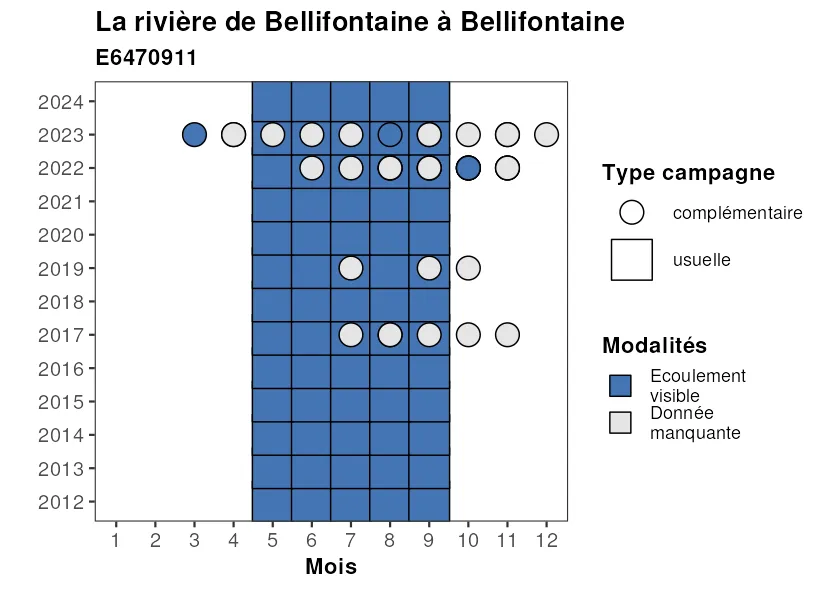 La rivière de Bellifontaine à Bellifontaine
E6470911
2024
2023
2022
2021
2020
2019
2018
2017
2016
2015
2014
2013
2012
1 2 3 4 5 6 7 8 9 10 11 12
Mois
Type campagne
complémentaire
usuelle
Modalités
Ecoulement
visible
Donnée
manquante